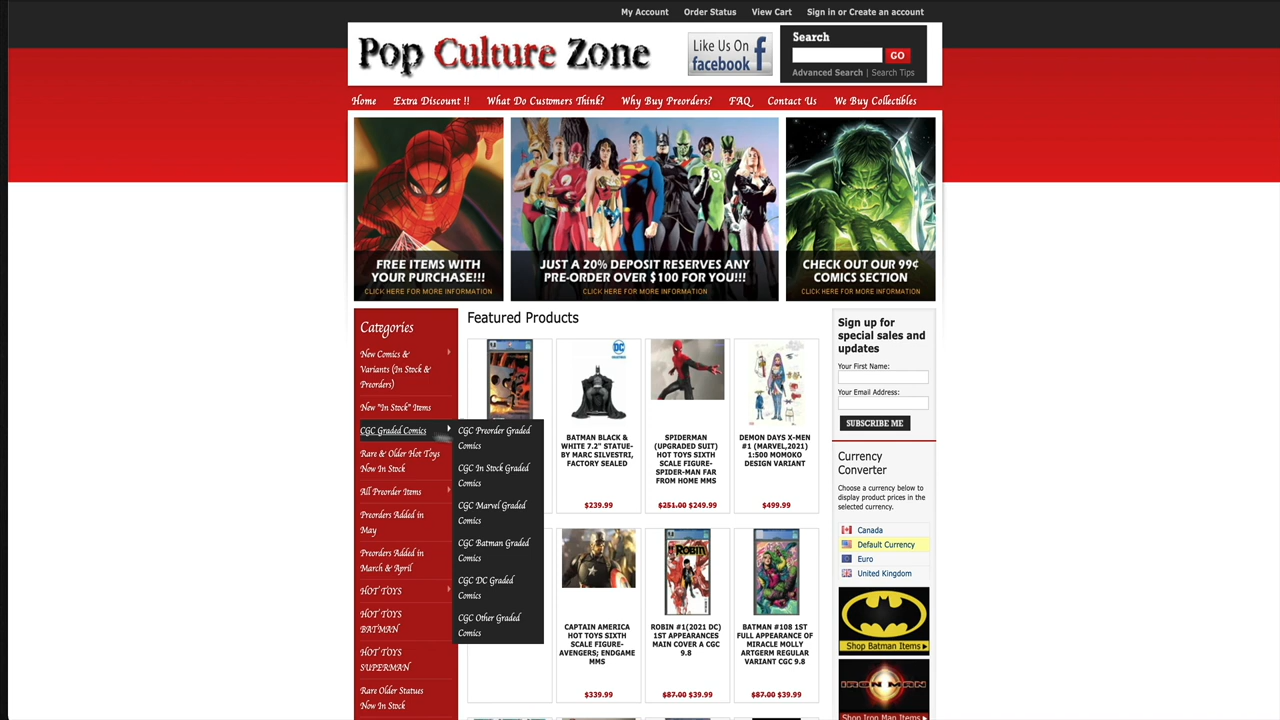 My Account
Order Status
View Cart
Sign in or Create an account
Pop Culture Zone
Like Us On
facebook
Search
GO
Advanced Search | Search Tips
Home
Extra Discount !!
What Do Customers Think?
Why Buy Preorders?
FAQ
Contact Us
We Buy Collectibles
FREE ITEMS WITH
YOUR PURCHASE!!!
CLICK HERE FOR MORE INFORMATION
JUST A 20% DEPOSIT RESERVES ANY
PRE-ORDER OVER $100 FOR YOU!!!
CLICK HERE FOR MORE INFORMATION
CHECK OUT OUR 99¢
COMICS SECTION
CLICK HERE FOR MORE INFORMATION
Categories
New Comics &
Variants (In Stock &
Preorders)
New "In Stock" Items
CGC Graded Comics
Rare & Older Hot Toys
Now In Stock
All Preorder Items
Preorders Added in
May
Preorders Added in
March & April
HOT TOYS
HOT TOYS
BATMAN
HOT TOYS
SUPERMAN
Rare Older Statues
Now In Stock
CGC Preorder Graded
Comics
CGC In Stock Graded
Comics
CGC Marvel Graded
Comics
CGC Batman Graded
Comics
CGC DC Graded
Comics
CGC Other Graded
Comics
Featured Products
DC
BATMAN BLACK &
WHITE 7.2" STATUE-
BY MARC SILVESTRI,
FACTORY SEALED
$239.99
SPIDERMAN
(UPGRADED SUIT)
HOT TOYS SIXTH
SCALE FIGURE-
SPIDER-MAN FAR
FROM HOME MMS
$251.00 $249.99
DEMON DAYS X-MEN
#1 (MARVEL,2021)
1:500 MOMOKO
DESIGN VARIANT
$499.99
CAPTAIN AMERICA
HOT TOYS SIXTH
SCALE FIGURE-
AVENGERS; ENDGAME
MMS
$339.99
ROBIN
ROBIN #1(2021 DC)
1ST APPEARANCES
MAIN COVER A CGC
9.8
$87.00 $39.99
BATMAN #108 1ST
FULL APPEARANCE OF
MIRACLE MOLLY
ARTGERM REGULAR
VARIANT CGC 9.8
$87.00 $39.99
Sign up for
special sales and
updates
Your First Name:
Your Email Address:
SUBSCRIBE ME
Currency
Converter
Choose a currency below to
display product prices in the
selected currency.
Canada
Default Currency
Euro
United Kingdom
Shop Batman Items
IRON MAN
Shop Iron Man Items